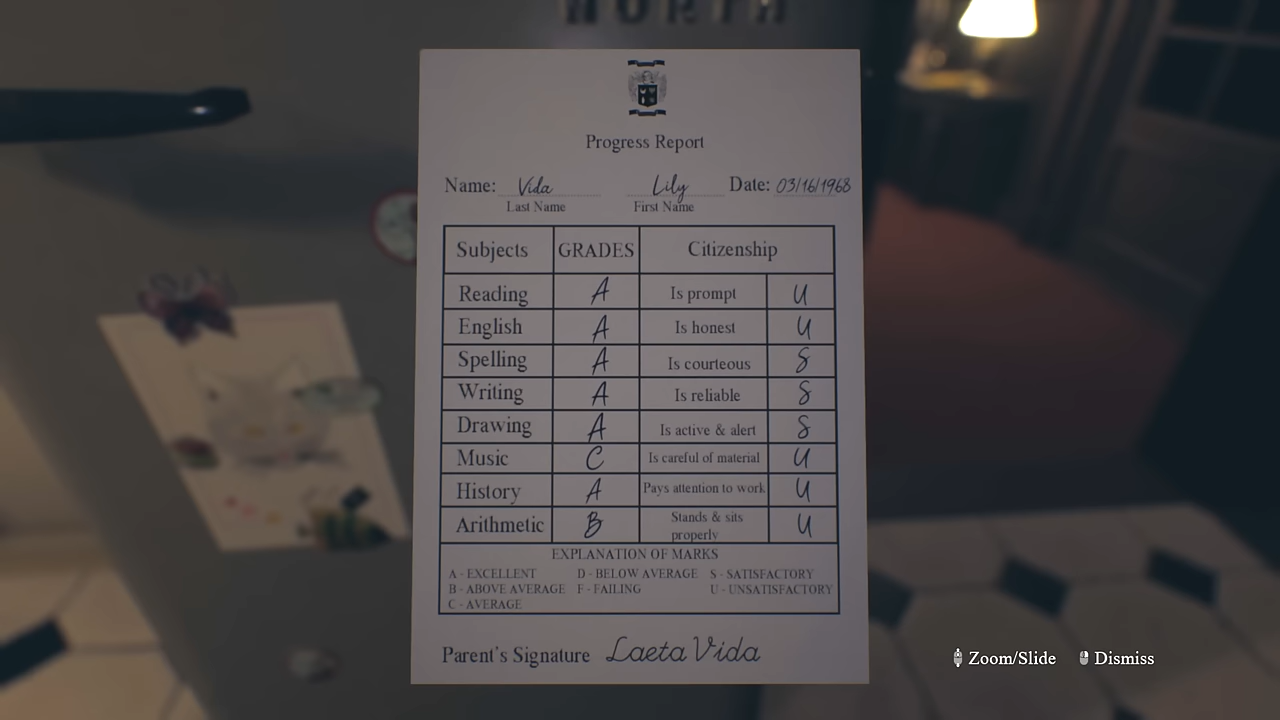 NORTH
Progress Report
Name: Vida Lily Date: 03/16/1968
Last Name First Name
Subjects GRADES Citizenship
Reading A Is prompt U
English A Is honest U
Spelling A Is courteous S
Writing A Is reliable S
Drawing A Is active & alert S
Music C Is careful of material U
History A Pays attention to work U
Arithmetic B Stands & sits properly U
EXPLANATION OF MARKS
A - EXCELLENT D - BELOW AVERAGE S - SATISFACTORY
B - ABOVE AVERAGE F - FAILING U - UNSATISFACTORY
C - AVERAGE
Parent's Signature Laeta Vida
Zoom/Slide Dismiss